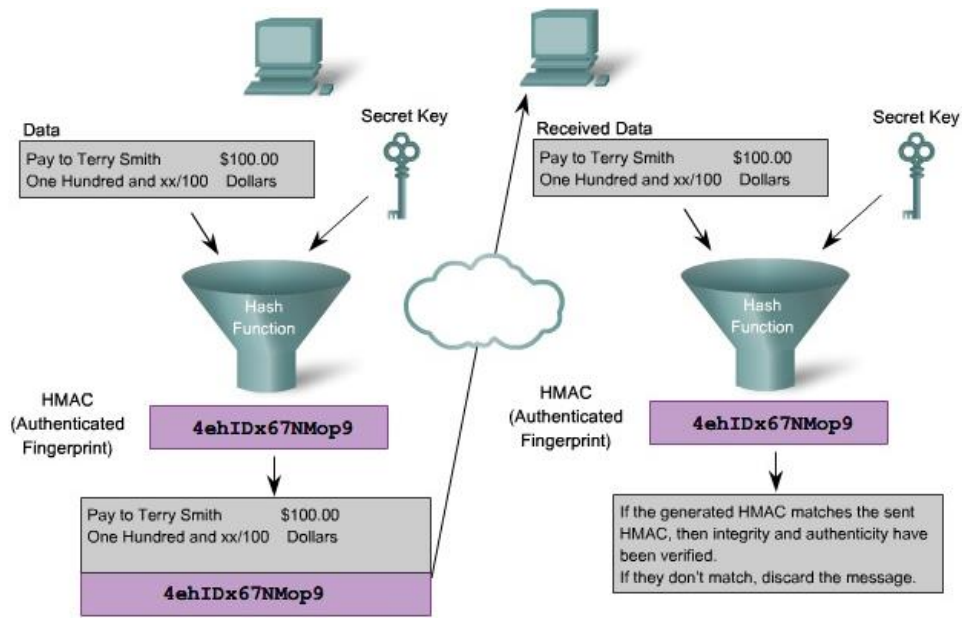 Secret Key
Data
Pay to Terry Smith $100.00
One Hundred and xx/100 Dollars
Hash
Function
HMAC
(Authenticated
Fingerprint)
4ehIDx67NMop9
Pay to Terry Smith $100.00
One Hundred and xx/100 Dollars
4ehIDx67NMop9
Received Data
Secret Key
Pay to Terry Smith $100.00
One Hundred and xx/100 Dollars
Hash
Function
HMAC
(Authenticated
Fingerprint)
4ehIDx67NMop9
If the generated HMAC matches the sent
HMAC, then integrity and authenticity have
been verified.
If they don't match, discard the message.